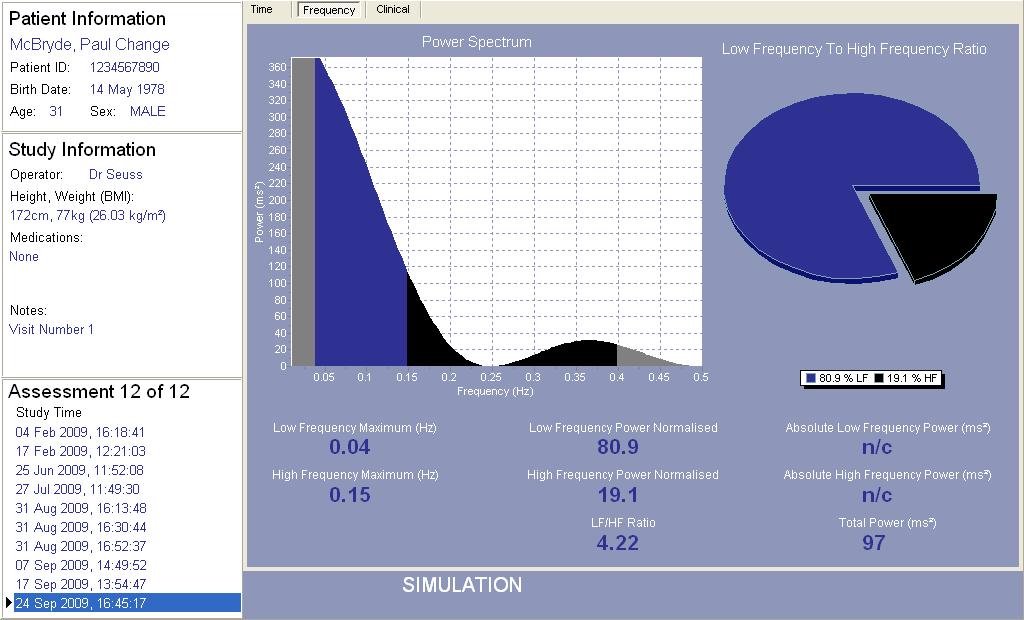 Patient Information
McBryde, Paul Change
Patient ID: 1234567890
Birth Date: 14 May 1978
Age: 31 Sex: MALE
Study Information
Operator: Dr Seuss
Height, Weight (BMI):
172cm, 77kg (26.03 kg/m²)
Medications:
None
Notes:
Visit Number 1
Assessment 12 of 12
Study Time
04 Feb 2009, 16:18:41
17 Feb 2009, 12:21:03
25 Jun 2009, 11:52:08
27 Jul 2009, 11:49:30
31 Aug 2009, 16:13:48
31 Aug 2009, 16:30:44
31 Aug 2009, 16:52:37
07 Sep 2009, 14:49:52
17 Sep 2009, 13:54:47
24 Sep 2009, 16:45:17
Time Frequency Clinical
Power Spectrum
Power (ms²)
360
340
320
300
280
260
240
220
200
180
160
140
120
100
80
60
40
20
0
0.05 0.1 0.15 0.2 0.25 0.3 0.35 0.4 0.45 0.5
Frequency (Hz)
Low Frequency To High Frequency Ratio
80.9 % LF 19.1 % HF
Low Frequency Maximum (Hz) Low Frequency Power Normalised Absolute Low Frequency Power (ms²)
0.04 80.9 n/c
High Frequency Maximum (Hz) High Frequency Power Normalised Absolute High Frequency Power (ms²)
0.15 19.1 n/c
LF/HF Ratio Total Power (ms²)
4.22 97
SIMULATION